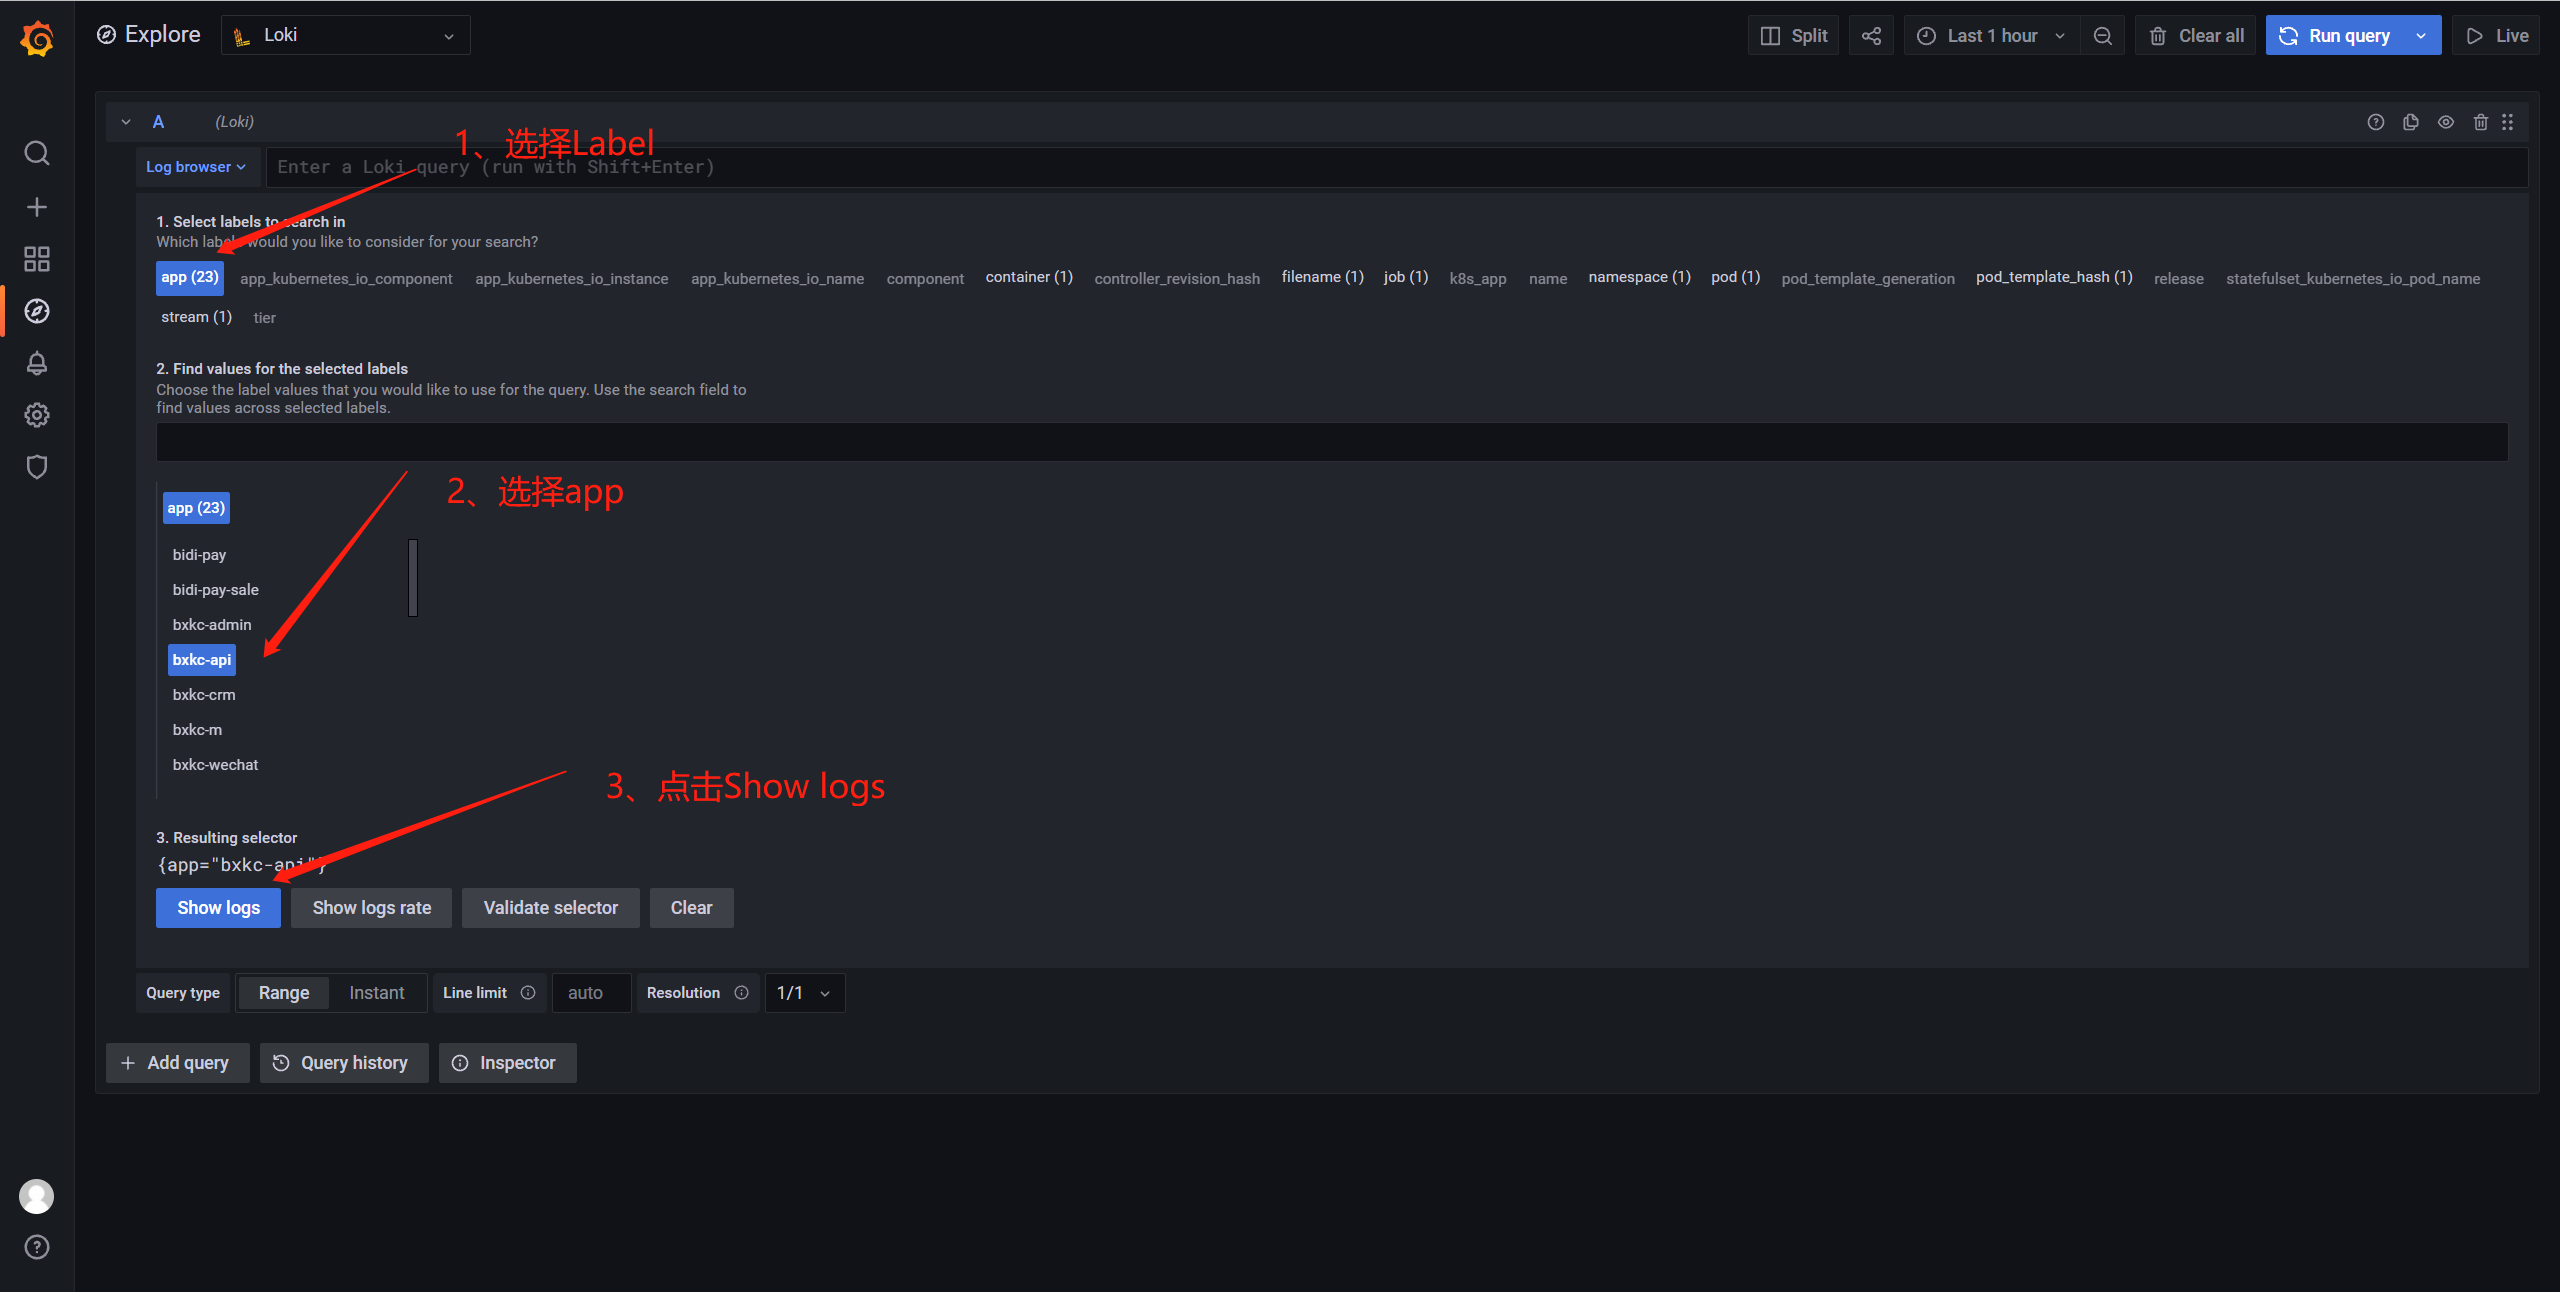 Explore
Loki
Split
Last 1 hour
Clear all
Run query
Live
A
(Loki)
1、选择Label
Log browser
Enter a Loki query (run with Shift+Enter)
1. Select labels to search in
Which labels would you like to consider for your search?
app (23) app_kubernetes_io_component app_kubernetes_io_instance app_kubernetes_io_name component container (1) controller_revision_hash filename (1) job (1) k8s_app name namespace (1) pod (1) pod_template_generation pod_template_hash (1) release statefulset_kubernetes_io_pod_name
stream (1) tier
2. Find values for the selected labels
Choose the label values that you would like to use for the query. Use the search field to
find values across selected labels.
2、选择app
app (23)
bidi-pay
bidi-pay-sale
bxkc-admin
bxkc-api
bxkc-crm
bxkc-m
bxkc-wechat
3、点击Show logs
3. Resulting selector
{app="bxkc-api"}
Show logs
Show logs rate
Validate selector
Clear
Query type
Range
Instant
Line limit
auto
Resolution
1/1
Add query
Query history
Inspector